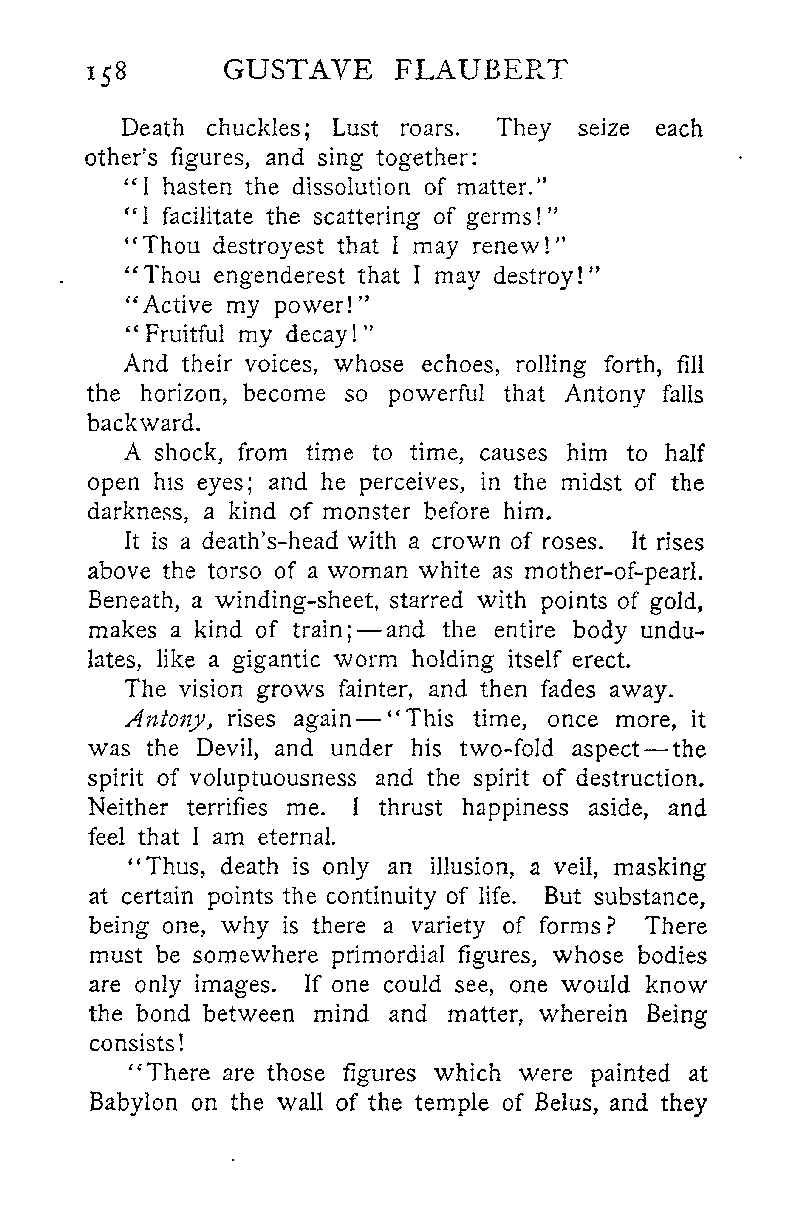 158 GUSTAVE FLAUBERT
Death chuckles; Lust roars. They seize each
other's figures, and sing together:
"I hasten the dissolution of matter."
"I facilitate the scattering of germs!"
"Thou destroyest that I may renew!"
"Thou engenderest that I may destroy!"
"Active my power!"
"Fruitful my decay!"
And their voices, whose echoes, rolling forth, fill
the horizon, become so powerful that Antony falls
backward.
A shock, from time to time, causes him to half
open his eyes; and he perceives, in the midst of the
darkness, a kind of monster before him.
It is a death's-head with a crown of roses. It rises
above the torso of a woman white as mother-of-pearl.
Beneath, a winding-sheet, starred with points of gold,
makes a kind of train;—and the entire body undu-
lates, like a gigantic worm holding itself erect.
The vision grows fainter, and then fades away.
Antony, rises again—"This time, once more, it
was the Devil, and under his two-fold aspect—the
spirit of voluptuousness and the spirit of destruction.
Neither terrifies me. I thrust happiness aside, and
feel that I am eternal.
"Thus, death is only an illusion, a veil, masking
at certain points the continuity of life. But substance,
being one, why is there a variety of forms? There
must be somewhere primordial figures, whose bodies
are only images. If one could see, one would know
the bond between mind and matter, wherein Being
consists!
"There are those figures which were painted at
Babylon on the wall of the temple of Belus, and they